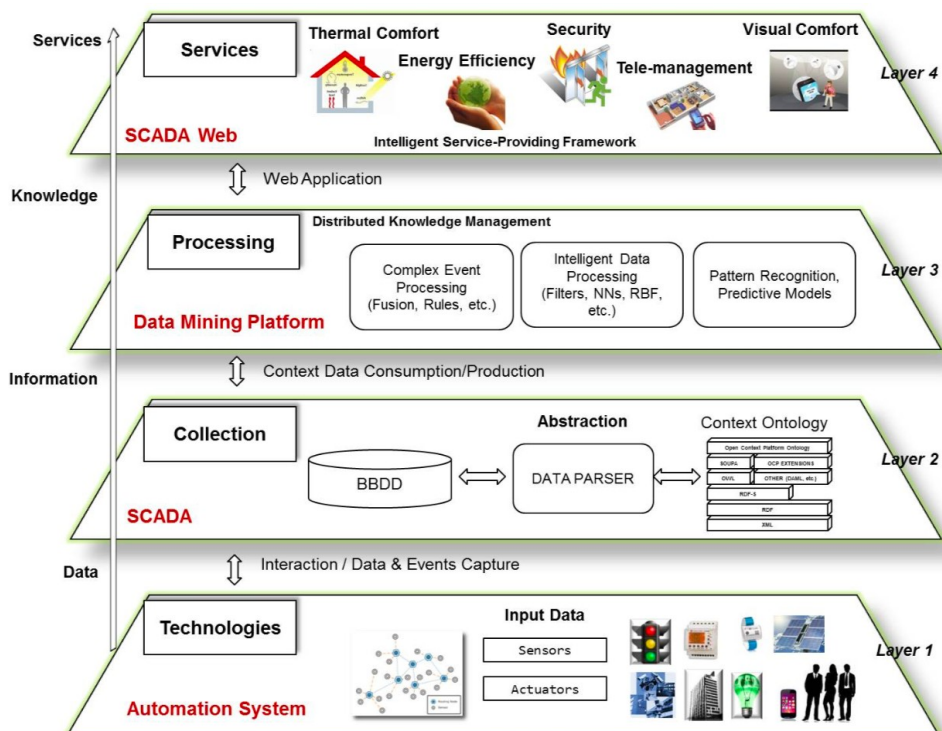 Services
Services
Thermal Comfort
Energy Efficiency
Security
Tele-management
Visual Comfort
Layer 4
SCADA Web
Intelligent Service-Providing Framework
Knowledge
Web Application
Processing
Distributed Knowledge Management
Complex Event
Processing
(Fusion, Rules, etc.)
Intelligent Data
Processing
(Filters, NNs, RBF,
etc.)
Pattern Recognition,
Predictive Models
Layer 3
Data Mining Platform
Information
Context Data Consumption/Production
Collection
BBDD
Abstraction
DATA PARSER
Context Ontology
Open Context Platform Ontology
SOUPA
OCP EXTENSIONS
OWL
OTHER (DAML, etc.)
RDF-S
RDF
XML
Layer 2
SCADA
Data
Interaction / Data & Events Capture
Technologies
Input Data
Sensors
Actuators
Layer 1
Automation System